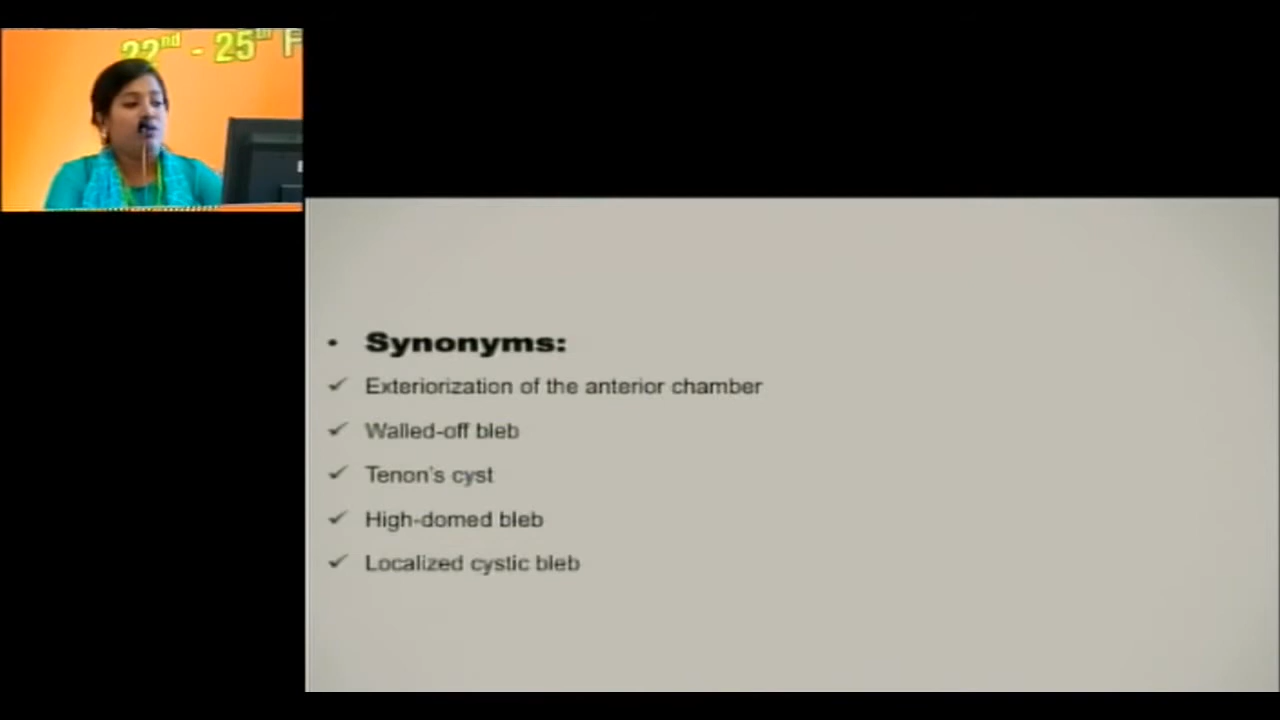 22nd - 25th F
Synonyms:
Exteriorization of the anterior chamber
Walled-off bleb
Tenon's cyst
High-domed bleb
Localized cystic bleb